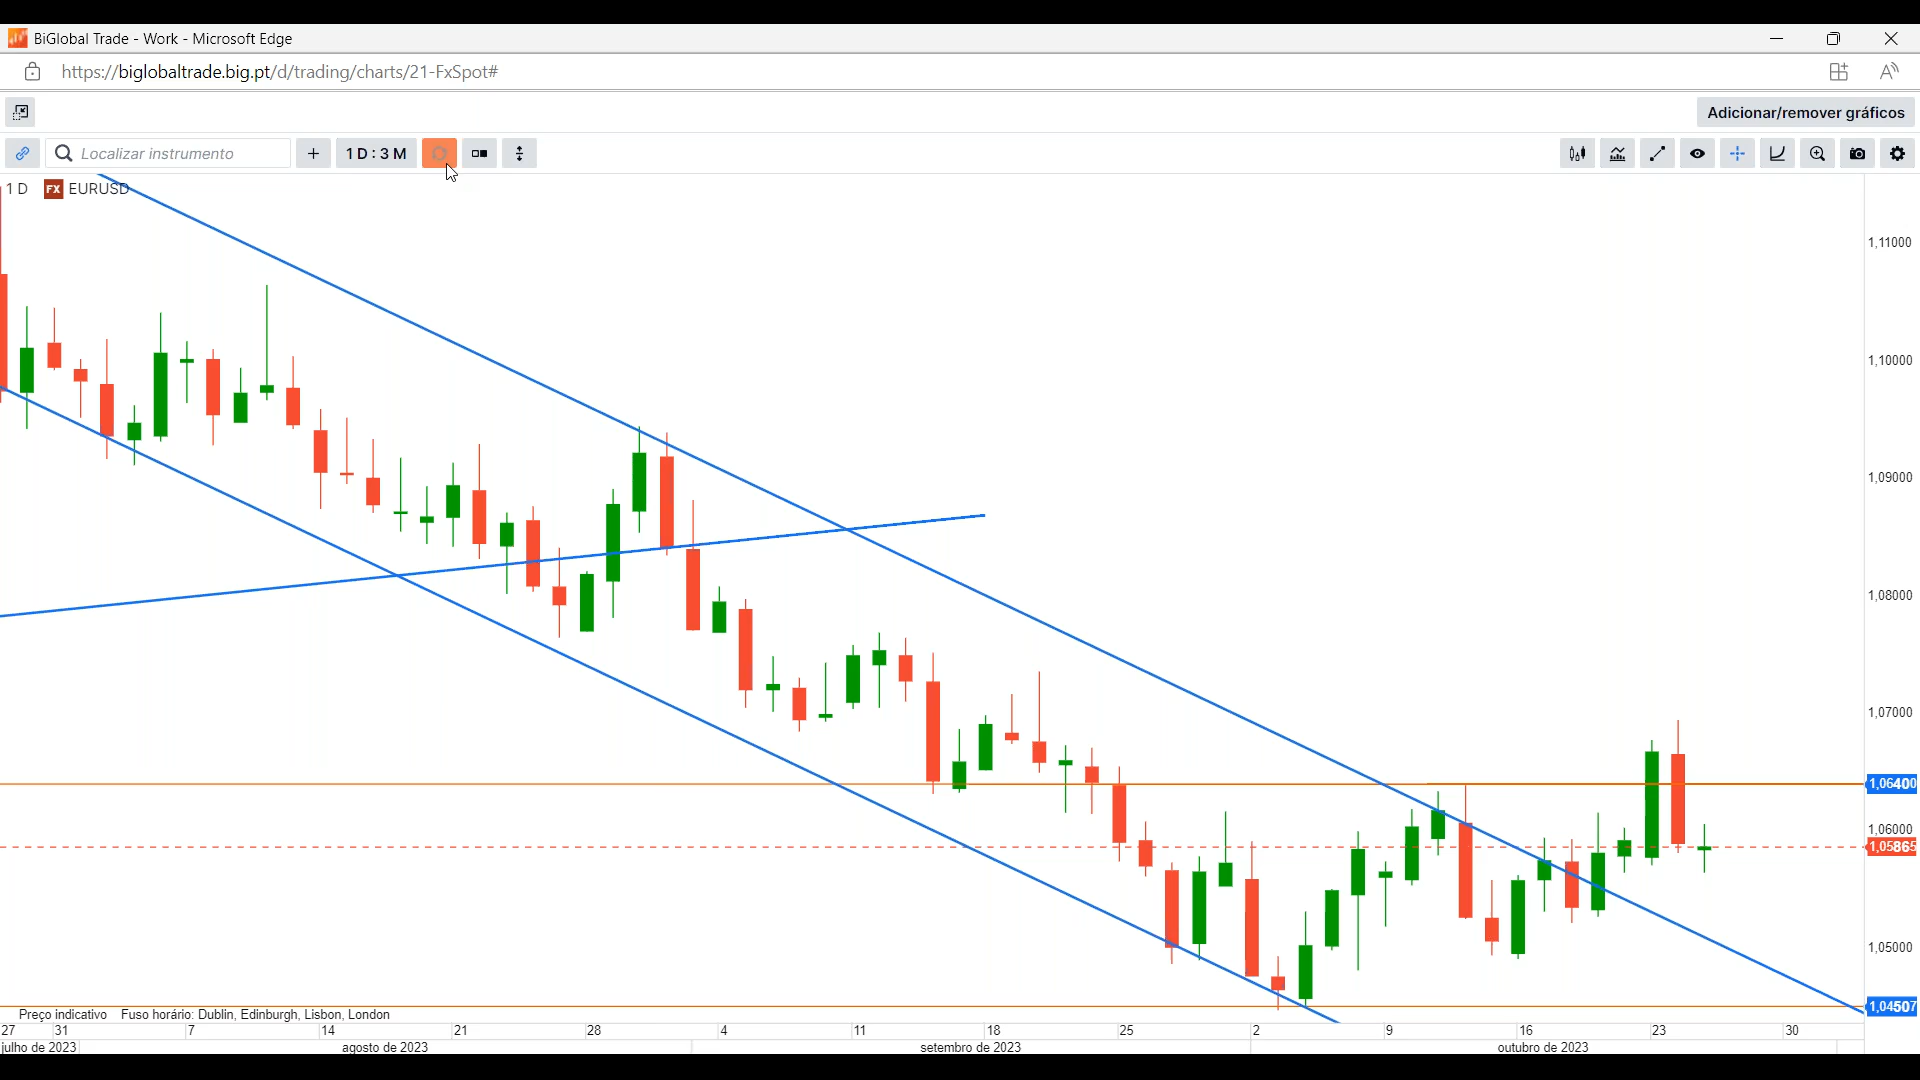 BiGlobal Trade - Work - Microsoft Edge
https://biglobaltrade.big.pt/d/trading/charts/21-FxSpot#
Adicionar/remover gráficos
Localizar instrumento
1 D : 3 M
1 D FX EURUSD
1,11000
1,10000
1,09000
1,08000
1,07000
1,06400
1,06000
1,05865
1,05000
1,04507
Preço indicativo Fuso horário: Dublin, Edinburgh, Lisbon, London
27 31 7 14 21 28 4 11 18 25 2 9 16 23 30
julho de 2023 agosto de 2023 setembro de 2023 outubro de 2023